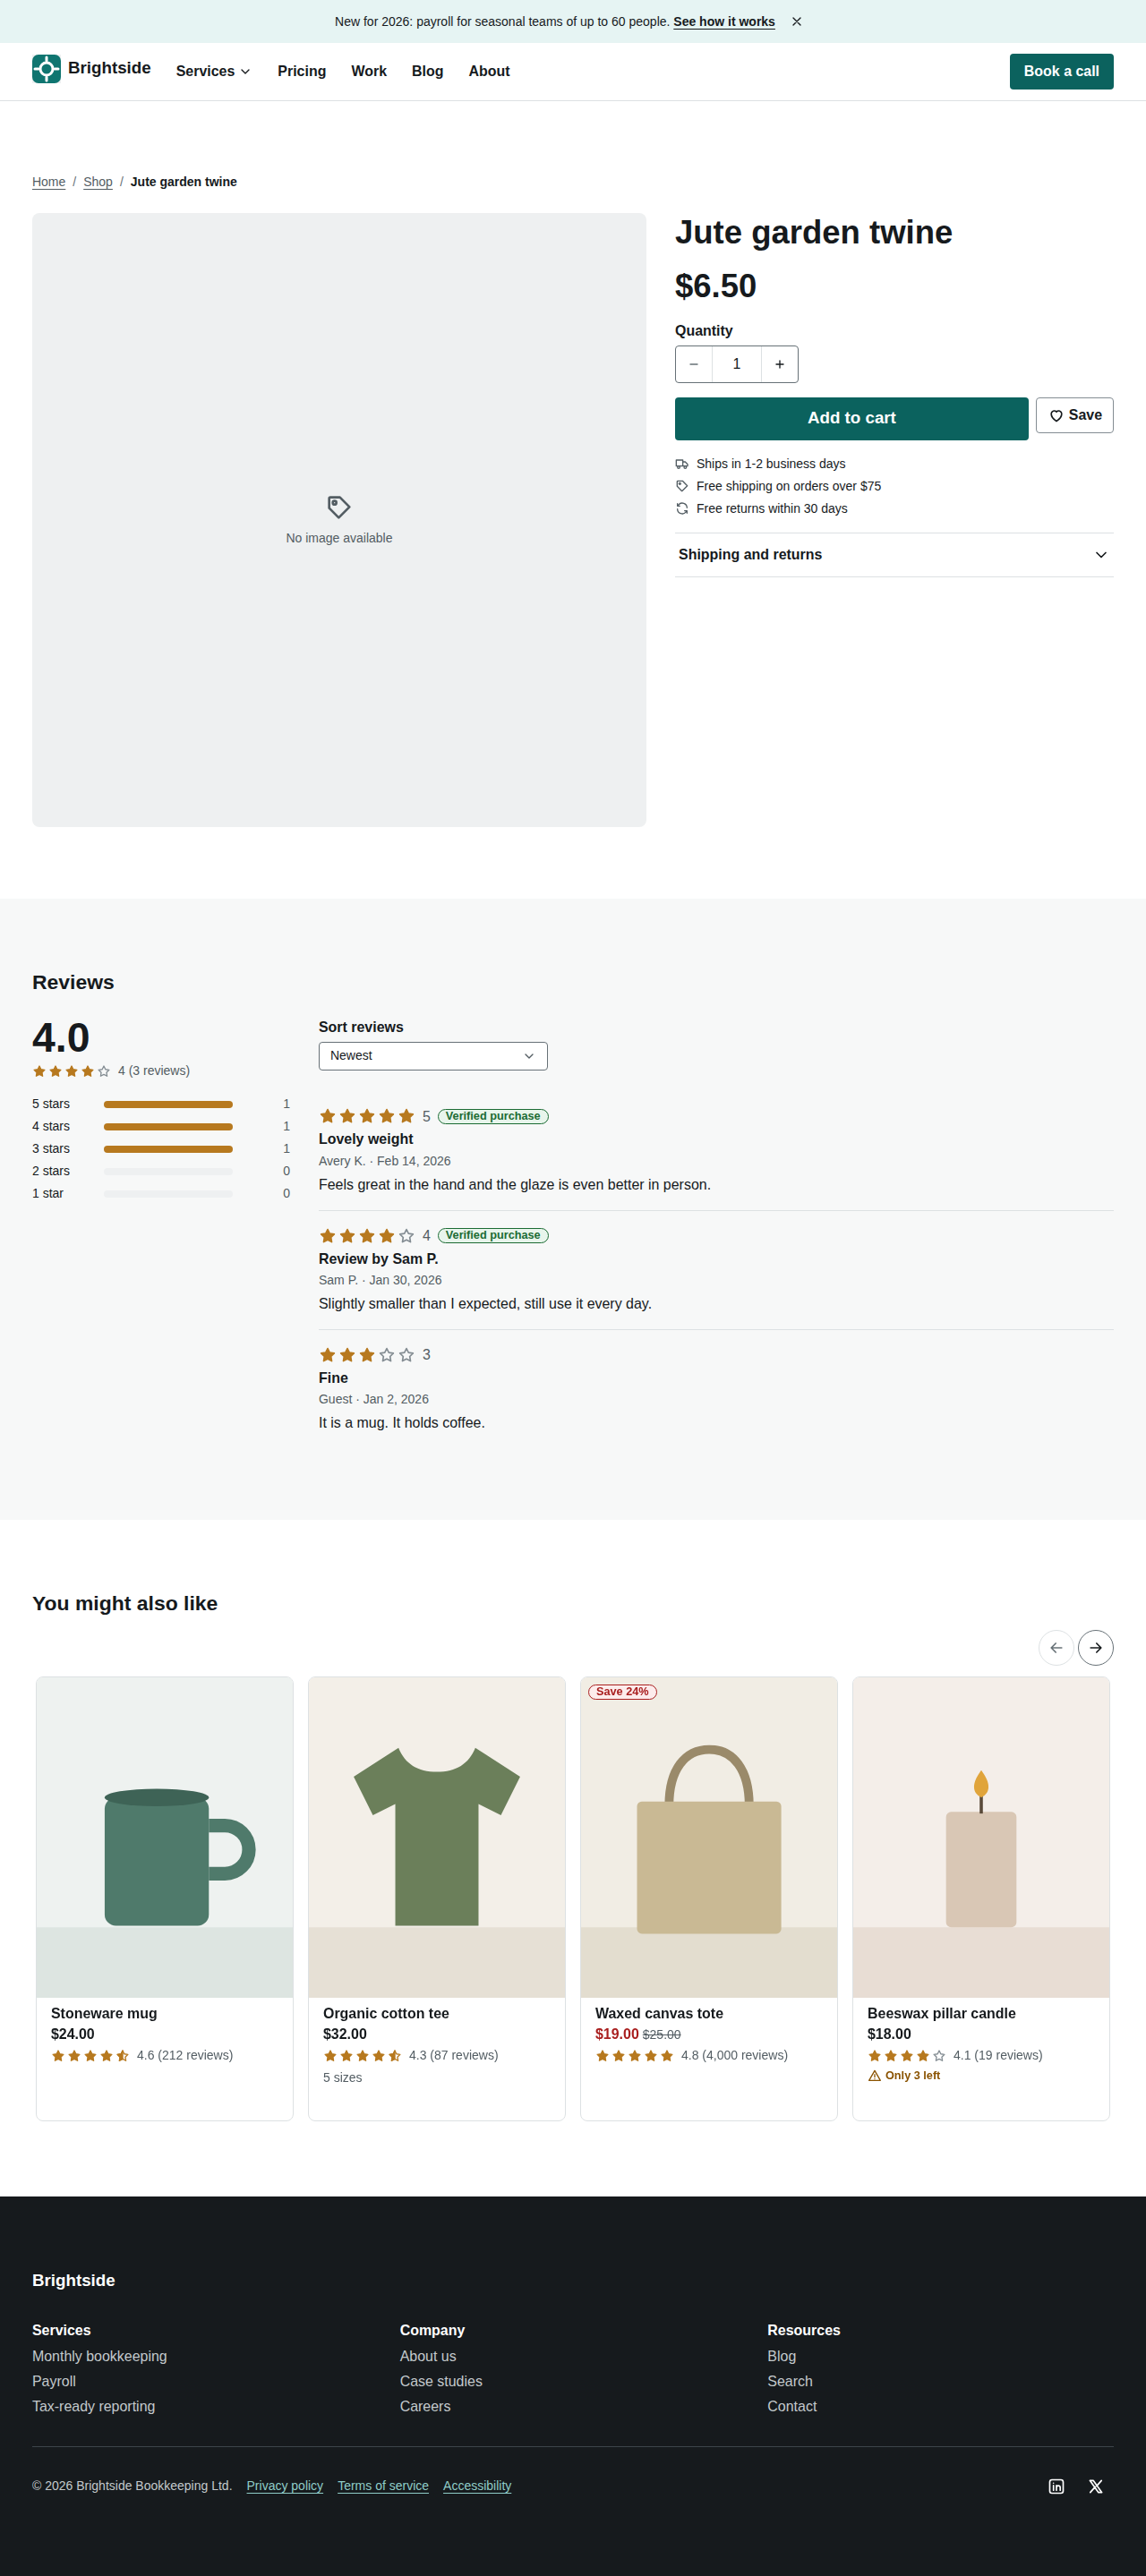 New for 2026: payroll for seasonal teams of up to 60 people. See how it works
Brightside
Services
Pricing
Work
Blog
About
Book a call
Home / Shop / Jute garden twine
No image available
Jute garden twine
$6.50
Quantity
1
Add to cart
Save
Ships in 1-2 business days
Free shipping on orders over $75
Free returns within 30 days
Shipping and returns
Reviews
4.0
4 (3 reviews)
5 stars 1
4 stars 1
3 stars 1
2 stars 0
1 star 0
Sort reviews
Newest
5 Verified purchase
Lovely weight
Avery K. · Feb 14, 2026
Feels great in the hand and the glaze is even better in person.
4 Verified purchase
Review by Sam P.
Sam P. · Jan 30, 2026
Slightly smaller than I expected, still use it every day.
3
Fine
Guest · Jan 2, 2026
It is a mug. It holds coffee.
You might also like
Stoneware mug
$24.00
4.6 (212 reviews)
Organic cotton tee
$32.00
4.3 (87 reviews)
5 sizes
Save 24%
Waxed canvas tote
$19.00 $25.00
4.8 (4,000 reviews)
Beeswax pillar candle
$18.00
4.1 (19 reviews)
Only 3 left
Brightside
Services
Monthly bookkeeping
Payroll
Tax-ready reporting
Company
About us
Case studies
Careers
Resources
Blog
Search
Contact
© 2026 Brightside Bookkeeping Ltd. Privacy policy Terms of service Accessibility